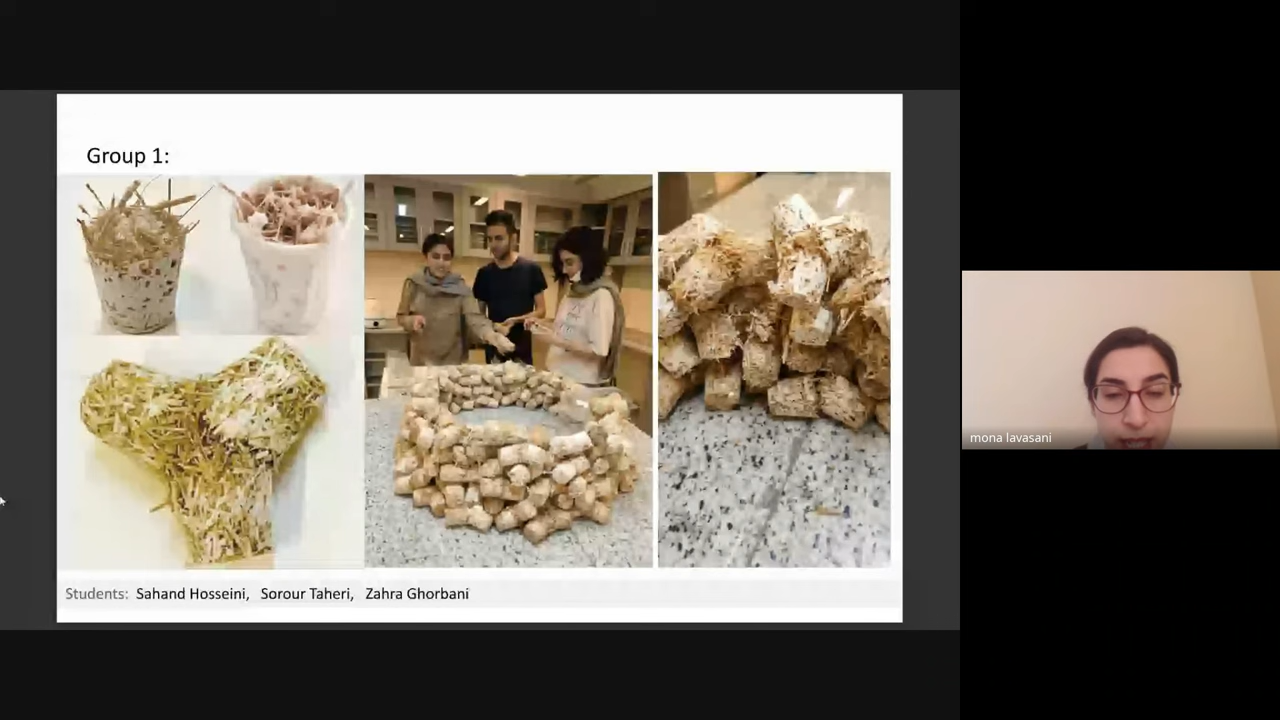 Group 1:
Students: Sahand Hosseini, Sorour Taheri, Zahra Ghorbani
mona lavasani